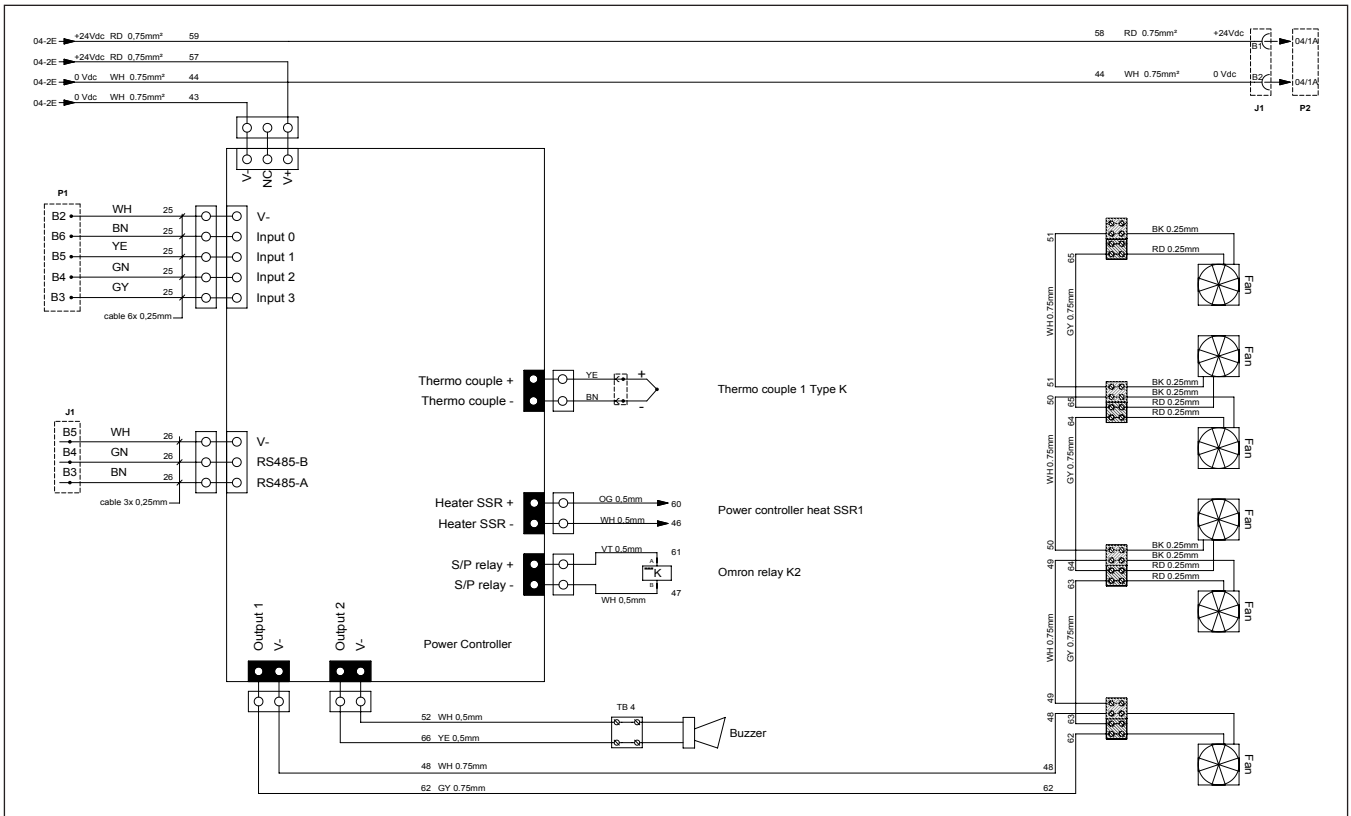 04-2E +24Vdc RD 0,75mm² 59 58 RD 0.75mm² +24Vdc B1 04/1A
04-2E +24Vdc RD 0,75mm² 57
04-2E 0 Vdc WH 0.75mm² 44 44 WH 0.75mm² 0 Vdc B2 04/1A
04-2E 0 Vdc WH 0.75mm² 43
J1 P2
V- NC V+
P1
B2 WH 25 V-
B6 BN 25 Input 0
B5 YE 25 Input 1
B4 GN 25 Input 2
B3 GY 25 Input 3
cable 6x 0,25mm
Thermo couple + YE +
Thermo couple - BN -
Thermo couple 1 Type K
J1
B5 WH 26 V-
B4 GN 26 RS485-B
B3 BN 26 RS485-A
cable 3x 0,25mm
Heater SSR + OG 0,5mm 60
Heater SSR - WH 0,5mm 46
Power controller heat SSR1
S/P relay + VT 0,5mm 61
A
K
B
S/P relay - WH 0,5mm 47
Omron relay K2
Output 1
V-
Output 2
V-
Power Controller
52 WH 0,5mm
66 YE 0,5mm
TB 4
Buzzer
48 WH 0.75mm 48
62 GY 0.75mm 62
51 BK 0.25mm
65 RD 0.25mm
Fan
WH 0.75mm
GY 0.75mm
Fan
51 BK 0.25mm
50 BK 0.25mm
65 RD 0.25mm
64 RD 0.25mm
Fan
WH 0.75mm
GY 0.75mm
Fan
50 BK 0.25mm
49 BK 0.25mm
64 RD 0.25mm
63 RD 0.25mm
Fan
WH 0.75mm
GY 0.75mm
49
48
63
62
Fan